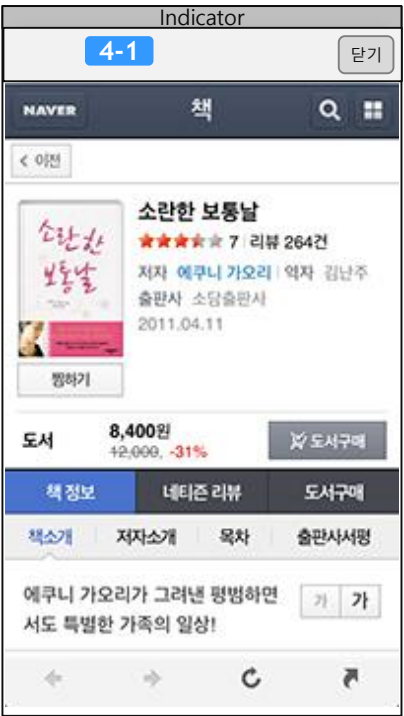 Indicator
4-1
닫기
NAVER 책
< 이전
소란한
보통날
소란한 보통날
7 리뷰 264건
저자 에쿠니 가오리 역자 김난주
출판사 소담출판사
2011.04.11
찜하기
도서 8,400원
12,000, -31%
도서구매
책 정보 네티즌 리뷰 도서구매
책소개 저자소개 목차 출판사서평
에쿠니 가오리가 그려낸 평범하면
서도 특별한 가족의 일상!
가 가